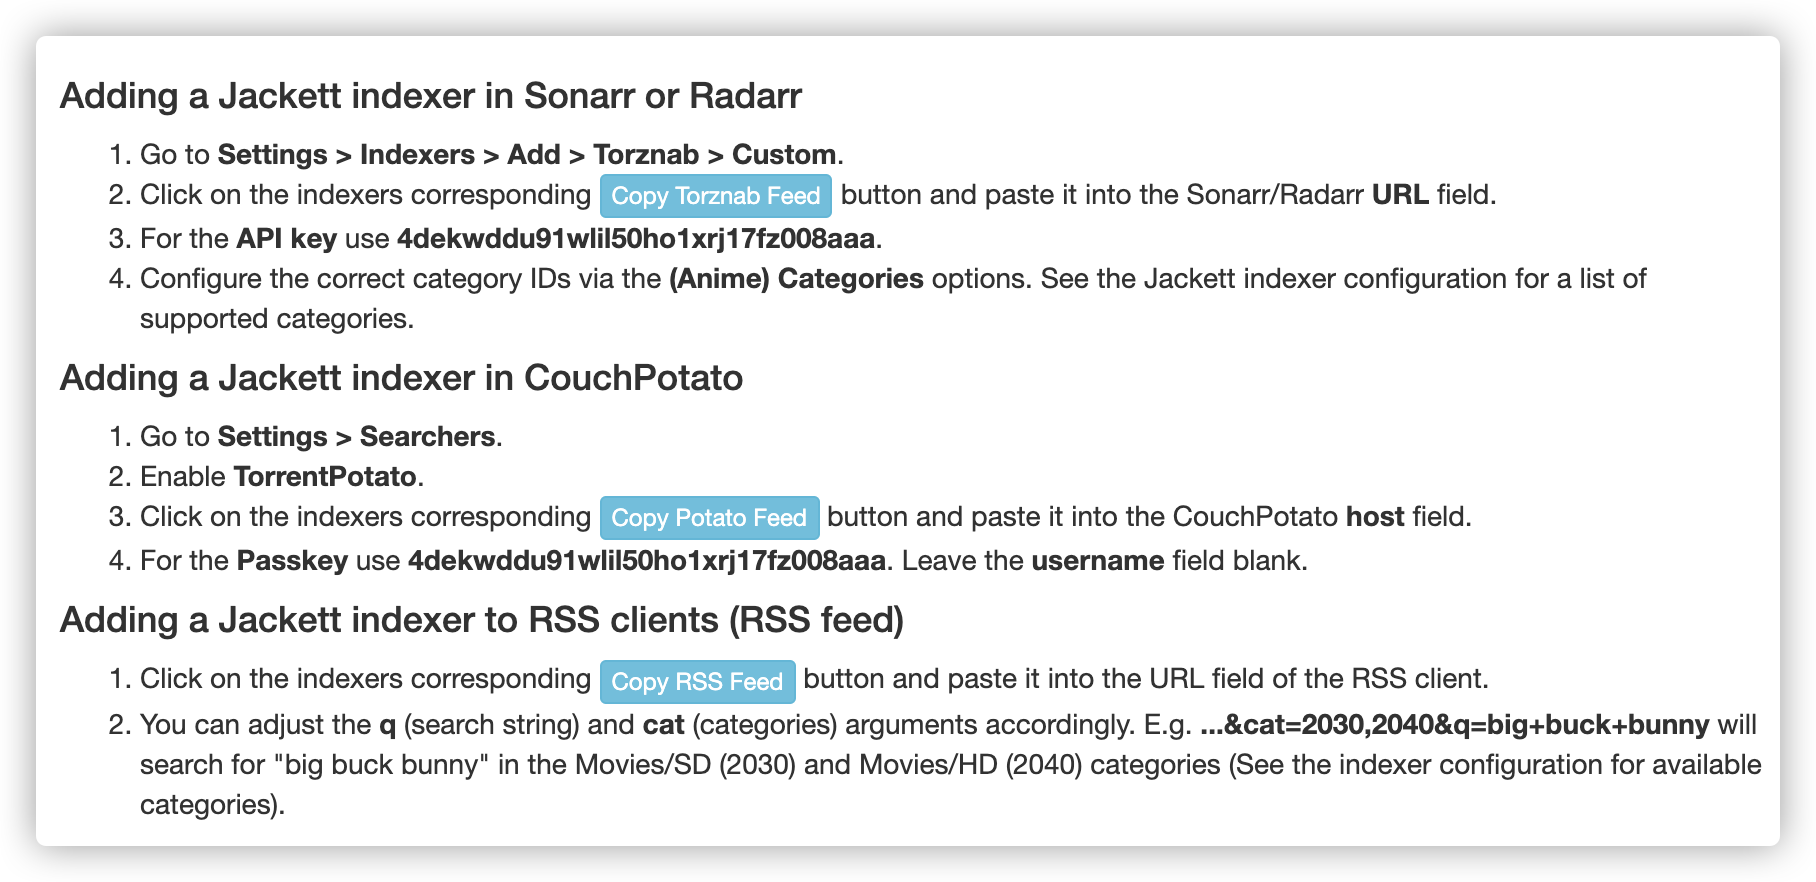 Adding a Jackett indexer in Sonarr or Radarr
1. Go to Settings > Indexers > Add > Torznab > Custom.
2. Click on the indexers corresponding Copy Torznab Feed button and paste it into the Sonarr/Radarr URL field.
3. For the API key use 4dekwddu91wlil50ho1xrj17fz008aaa.
4. Configure the correct category IDs via the (Anime) Categories options. See the Jackett indexer configuration for a list of
supported categories.
Adding a Jackett indexer in CouchPotato
1. Go to Settings > Searchers.
2. Enable TorrentPotato.
3. Click on the indexers corresponding Copy Potato Feed button and paste it into the CouchPotato host field.
4. For the Passkey use 4dekwddu91wlil50ho1xrj17fz008aaa. Leave the username field blank.
Adding a Jackett indexer to RSS clients (RSS feed)
1. Click on the indexers corresponding Copy RSS Feed button and paste it into the URL field of the RSS client.
2. You can adjust the q (search string) and cat (categories) arguments accordingly. E.g. ...&cat=2030,2040&q=big+buck+bunny will
search for "big buck bunny" in the Movies/SD (2030) and Movies/HD (2040) categories (See the indexer configuration for available
categories).